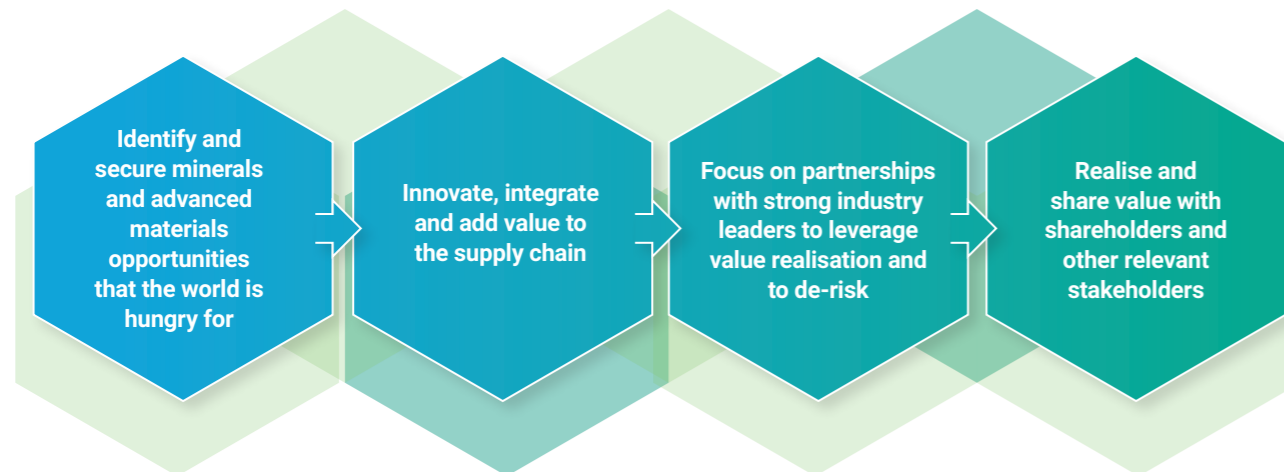 Identify and
secure minerals
and advanced
materials
opportunities
that the world is
hungry for
Innovate, integrate
and add value to
the supply chain
Focus on partnerships
with strong industry
leaders to leverage
value realisation and
to de-risk
Realise and
share value with
shareholders and
other relevant
stakeholders